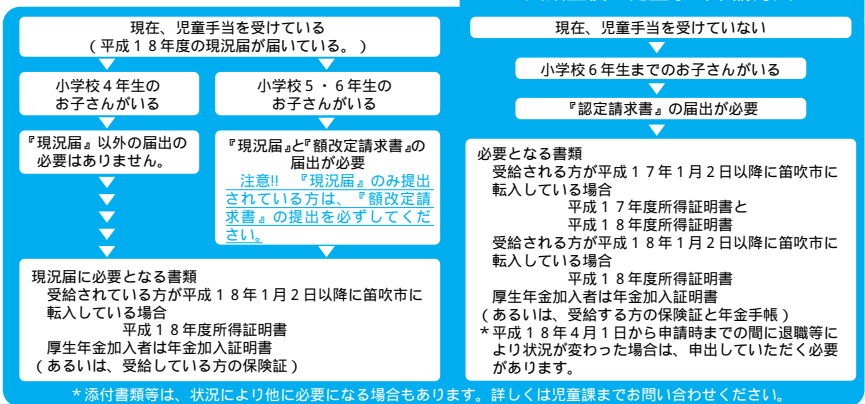 現在、児童手当を受けている
（平成１８年度の現況届が届いている。）
小学校４年生の
お子さんがいる
『現況届』以外の届出の
必要はありません。
小学校５・６年生の
お子さんがいる
『現況届』と『額改定請求書』の
届出が必要
注意!!　『現況届』のみ提出
されている方は、『額改定請
求書』の提出を必ずしてくだ
さい。
現況届に必要となる書類
受給されている方が平成１８年１月２日以降に笛吹市に
転入している場合
平成１８年度所得証明書
厚生年金加入者は年金加入証明書
（あるいは、受給している方の保険証）
現在、児童手当を受けていない
小学校６年生までのお子さんがいる
『認定請求書』の届出が必要
必要となる書類
受給される方が平成１７年１月２日以降に笛吹市に
転入している場合
平成１７年度所得証明書と
平成１８年度所得証明書
受給される方が平成１８年１月２日以降に笛吹市に
転入している場合
平成１８年度所得証明書
厚生年金加入者は年金加入証明書
（あるいは、受給する方の保険証と年金手帳）
＊平成１８年４月１日から申請時までの間に退職等に
より状況が変わった場合は、申出していただく必要
があります。
＊添付書類等は、状況により他に必要になる場合もあります。詳しくは児童課までお問い合わせください。